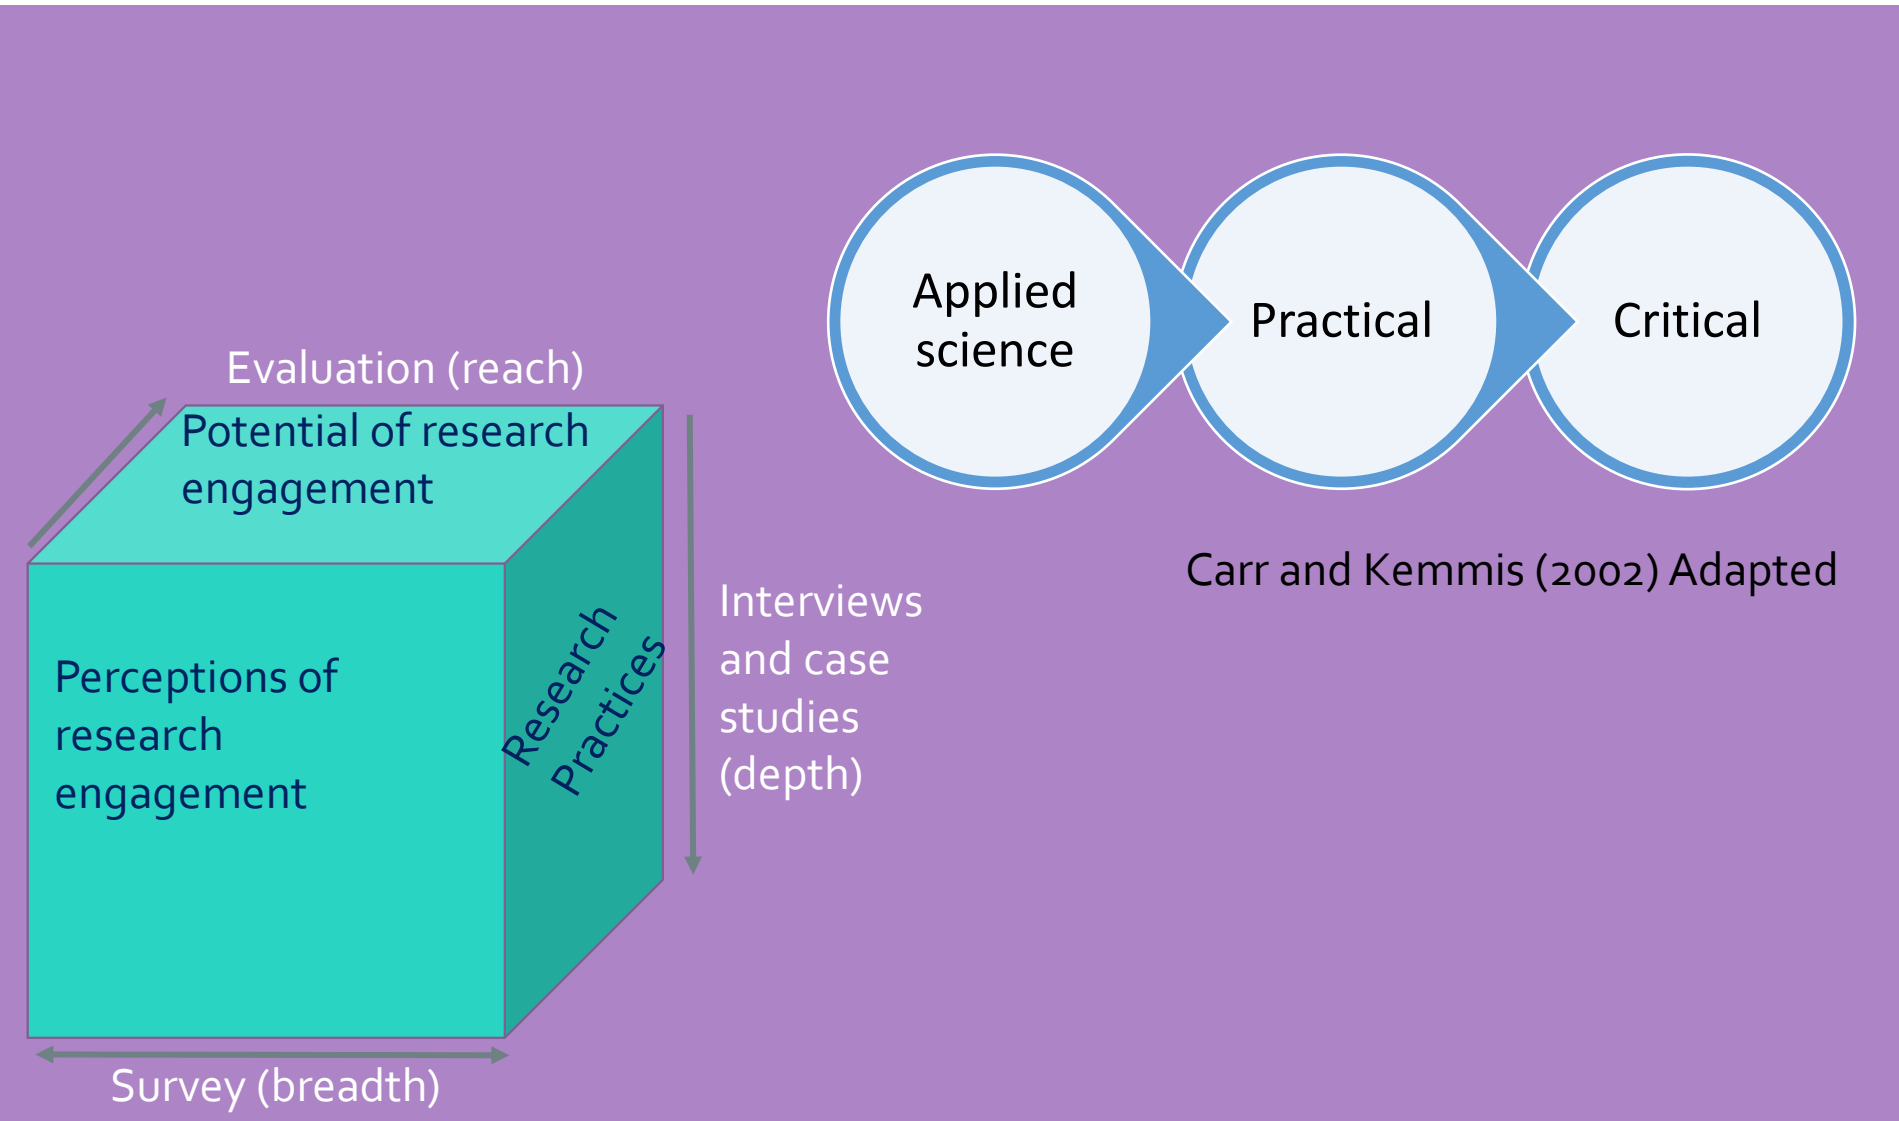 Applied
science
Practical
Critical
Carr and Kemmis (2002) Adapted
Evaluation (reach)
Potential of research
engagement
Perceptions of
research
engagement
Research
Practices
Interviews
and case
studies
(depth)
Survey (breadth)